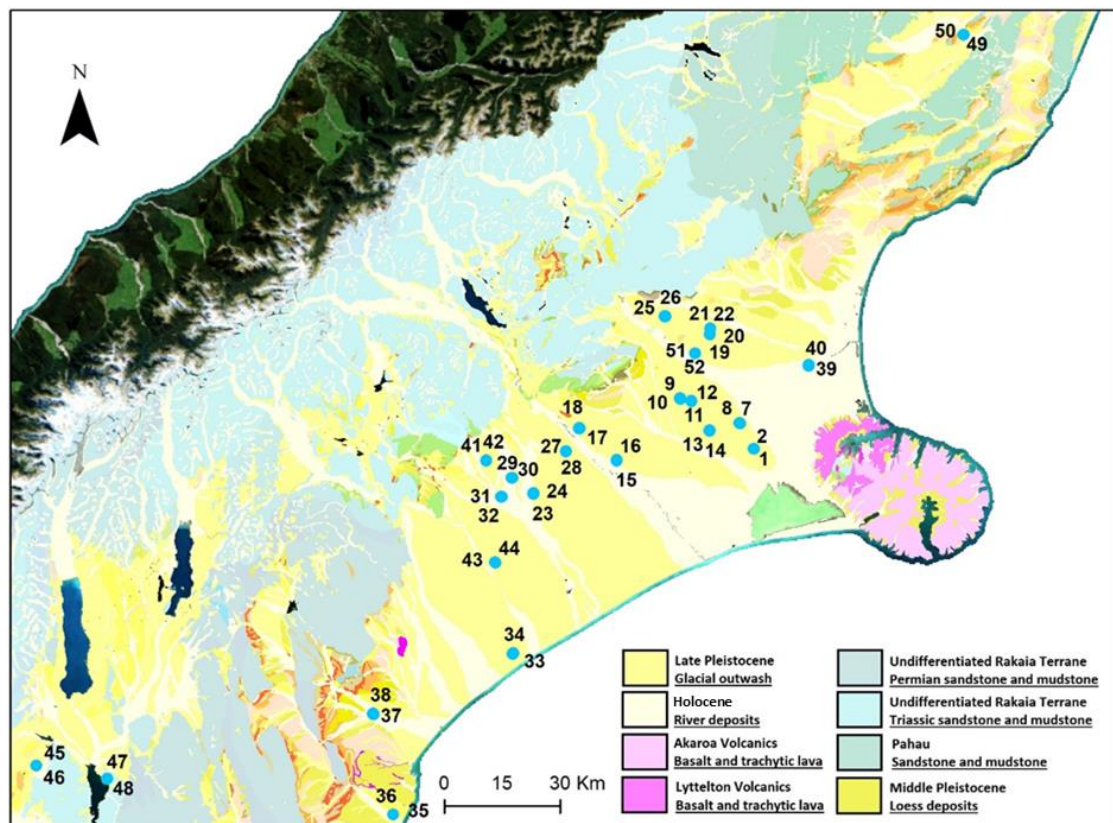 50
49
N
26
25
21
22
20
51
19
52
40
39
9
12
10
11
8
7
18
13
14
2
1
17
16
15
41
42
27
28
29
30
31
24
32
23
43
44
34
33
38
37
45
46
47
48
36
35
0 15 30 Km
Late Pleistocene
Glacial outwash
Holocene
River deposits
Akaroa Volcanics
Basalt and trachytic lava
Lyttelton Volcanics
Basalt and trachytic lava
Undifferentiated Rakaia Terrane
Permian sandstone and mudstone
Undifferentiated Rakaia Terrane
Triassic sandstone and mudstone
Pahau
Sandstone and mudstone
Middle Pleistocene
Loess deposits